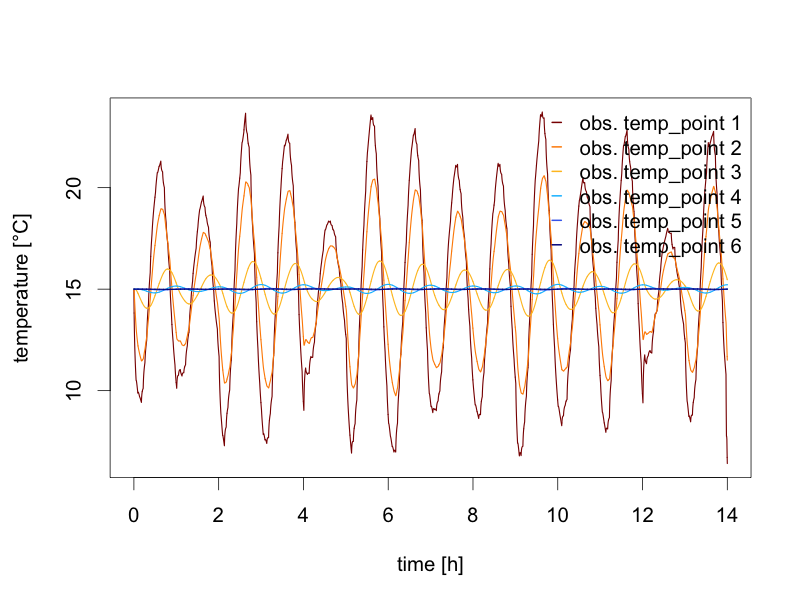 obs. temp_point 1
obs. temp_point 2
obs. temp_point 3
obs. temp_point 4
obs. temp_point 5
obs. temp_point 6
temperature [°C]
20
15
10
0 2 4 6 8 10 12 14
time [h]